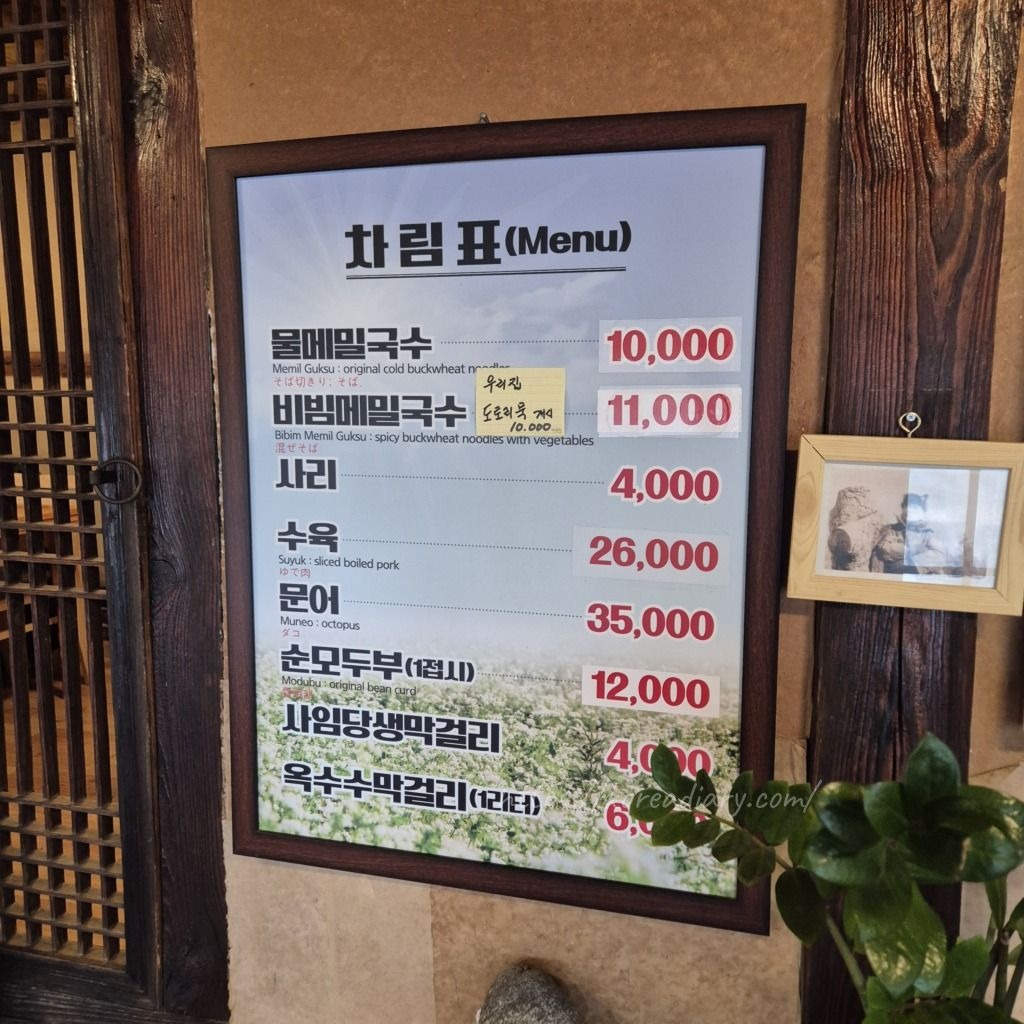 차림표(Menu)
물메밀국수 10,000
Memil Guksu : original cold buckwheat noodles
そば切きり; そば.
우리집
도토리묵 개시
10.000
비빔메밀국수 11,000
Bibim Memil Guksu : spicy buckwheat noodles with vegetables
混ぜそば
사리 4,000
수육 26,000
Suyuk : sliced boiled pork
ゆで肉
문어 35,000
Muneo : octopus
ダコ
순모두부(1접시) 12,000
Modubu : original bean curd
사임당생막걸리 4,000
옥수수막걸리(1리터)